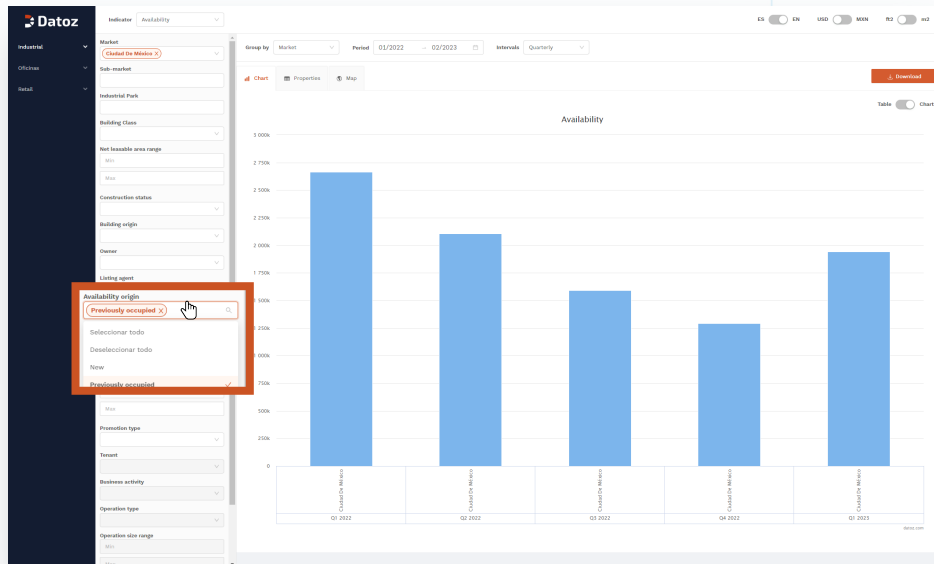 Datoz
Indicator Availability
ES EN USD MXN ft2 m2
Industrial
Oficinas
Retail
Market
Ciudad De México X
Sub-market
Industrial Park
Building Class
Net leasable area range
Min
Max
Construction status
Building origin
Owner
Listing agent
Availability origin
Previously occupied X
Seleccionar todo
Deseleccionar todo
New
Previously occupied
Max
Promotion type
Tenant
Business activity
Operation type
Operation size range
Min
Group by Market Period 01/2022 → 02/2023 Intervals Quarterly
Chart Properties Map
Download
Table Chart
Availability
3 000k
2 750k
2 500k
2 250k
2 000k
1 750k
500k
250k
000k
750k
500k
250k
0
Ciudad De México
Ciudad De México
Ciudad De México
Ciudad De México
Ciudad De México
Q1 2022 Q2 2022 Q3 2022 Q4 2022 Q1 2023
datoz.com